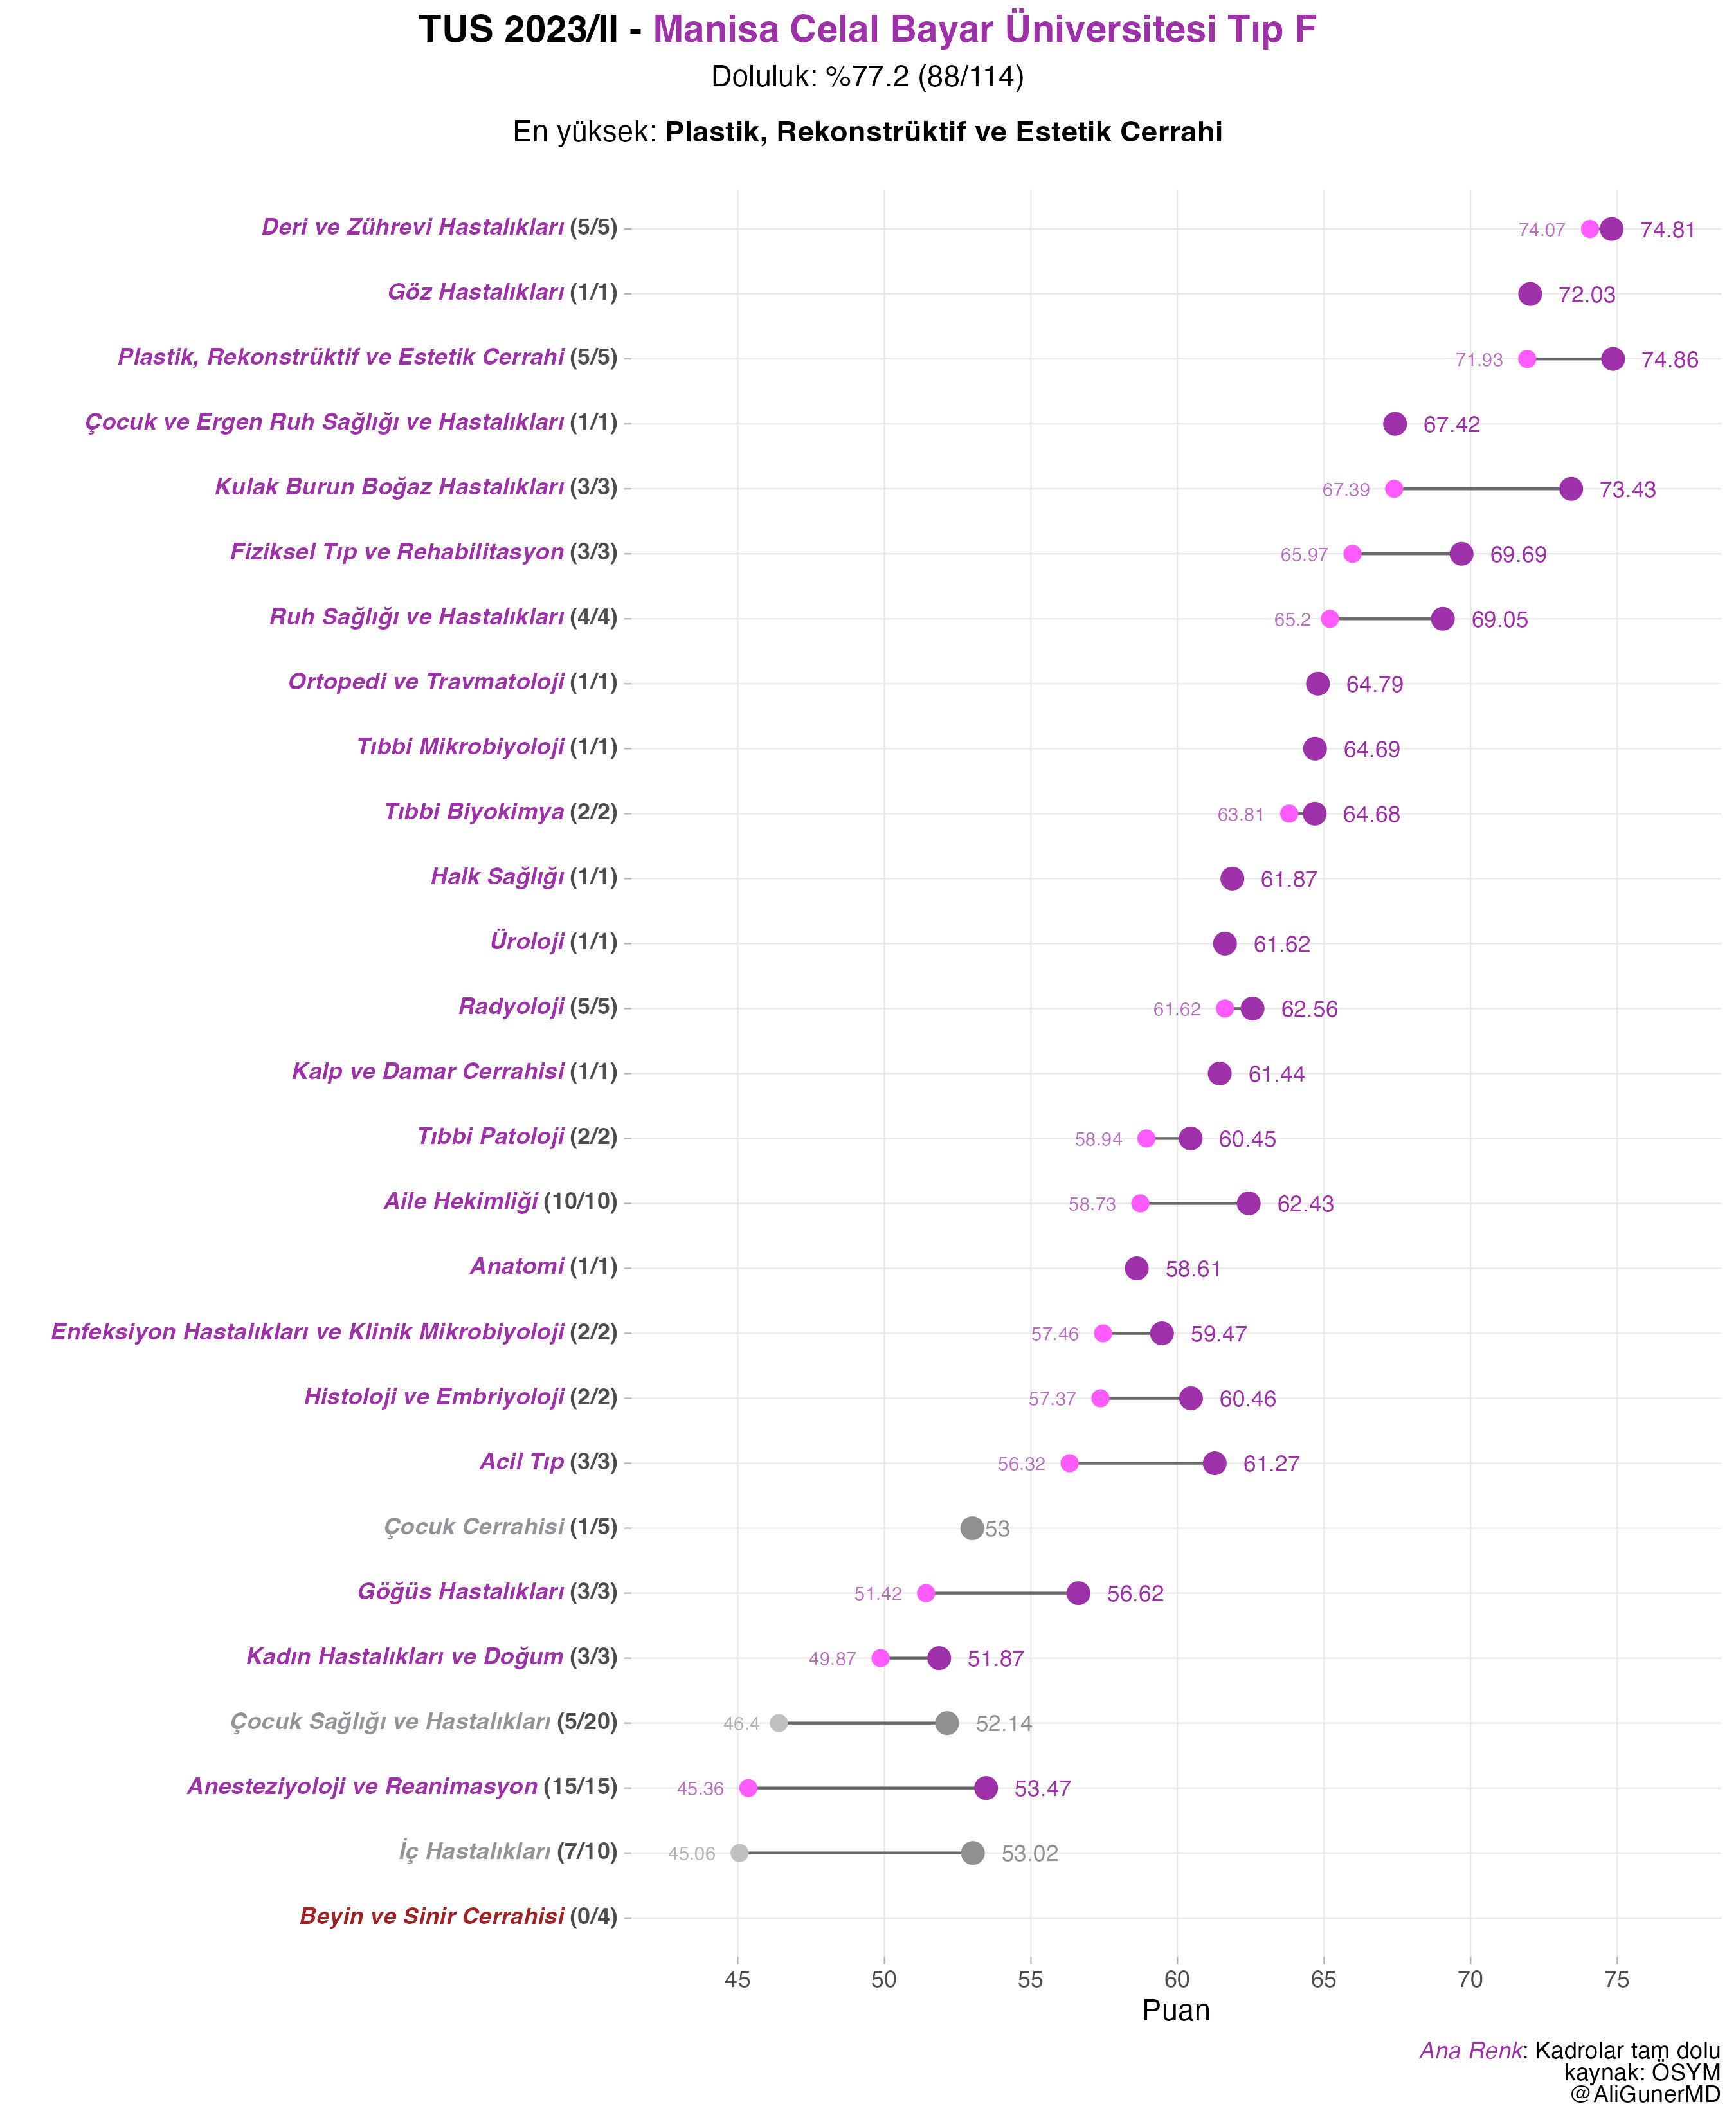 TUS 2023/II - Manisa Celal Bayar Üniversitesi Tıp F
Doluluk: %77.2 (88/114)
En yüksek: Plastik, Rekonstrüktif ve Estetik Cerrahi
Deri ve Zührevi Hastalıkları (5/5) 74.07 74.81
Göz Hastalıkları (1/1) 72.03
Plastik, Rekonstrüktif ve Estetik Cerrahi (5/5) 71.93 74.86
Çocuk ve Ergen Ruh Sağlığı ve Hastalıkları (1/1) 67.42
Kulak Burun Boğaz Hastalıkları (3/3) 67.39 73.43
Fiziksel Tıp ve Rehabilitasyon (3/3) 65.97 69.69
Ruh Sağlığı ve Hastalıkları (4/4) 65.2 69.05
Ortopedi ve Travmatoloji (1/1) 64.79
Tıbbi Mikrobiyoloji (1/1) 64.69
Tıbbi Biyokimya (2/2) 63.81 64.68
Halk Sağlığı (1/1) 61.87
Üroloji (1/1) 61.62
Radyoloji (5/5) 61.62 62.56
Kalp ve Damar Cerrahisi (1/1) 61.44
Tıbbi Patoloji (2/2) 58.94 60.45
Aile Hekimliği (10/10) 58.73 62.43
Anatomi (1/1) 58.61
Enfeksiyon Hastalıkları ve Klinik Mikrobiyoloji (2/2) 57.46 59.47
Histoloji ve Embriyoloji (2/2) 57.37 60.46
Acil Tıp (3/3) 56.32 61.27
Çocuk Cerrahisi (1/5) 53
Göğüs Hastalıkları (3/3) 51.42 56.62
Kadın Hastalıkları ve Doğum (3/3) 49.87 51.87
Çocuk Sağlığı ve Hastalıkları (5/20) 46.4 52.14
Anesteziyoloji ve Reanimasyon (15/15) 45.36 53.47
İç Hastalıkları (7/10) 45.06 53.02
Beyin ve Sinir Cerrahisi (0/4)
45 50 55 60 65 70 75
Puan
Ana Renk: Kadrolar tam dolu
kaynak: ÖSYM
@AliGunerMD